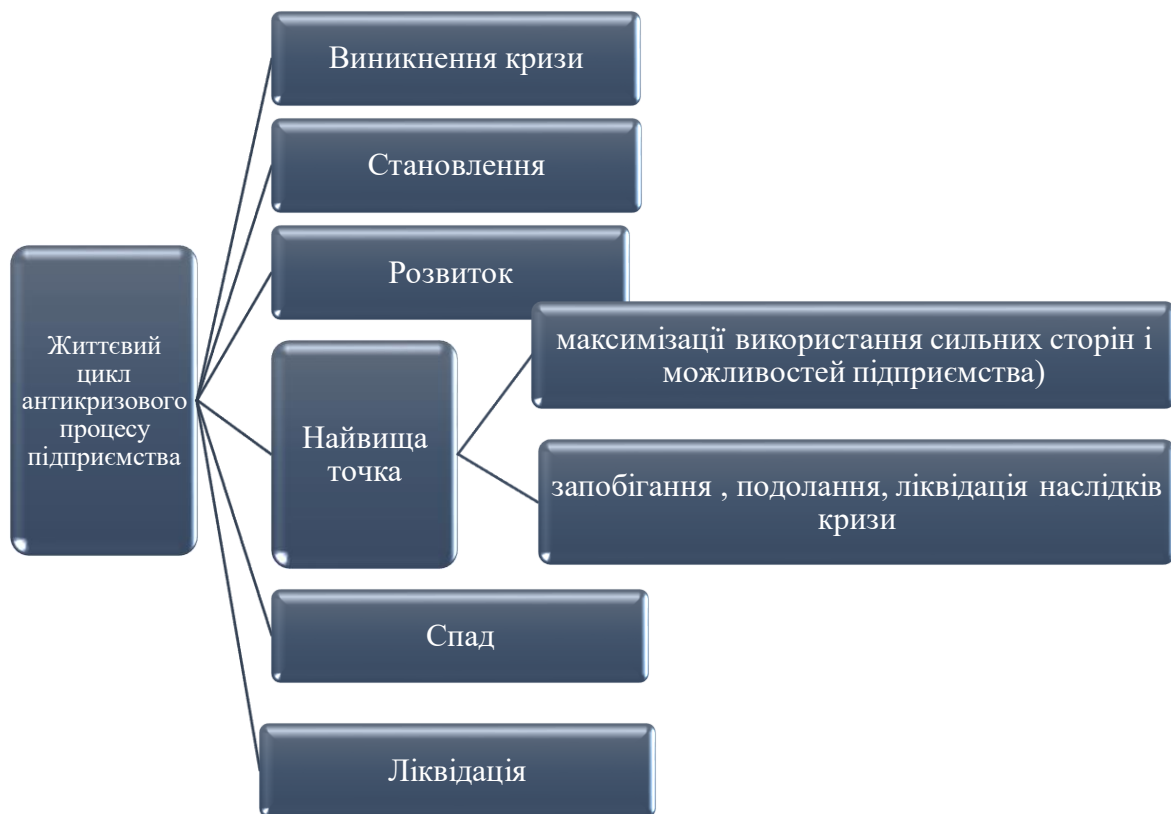 Виникнення кризи
Становлення
Розвиток
Життєвий
цикл
антикризового
процесу
підприємства
Найвища
точка
максимізації використання сильних сторін і
можливостей підприємства)
запобігання , подолання, ліквідація наслідків
кризи
Спад
Ліквідація